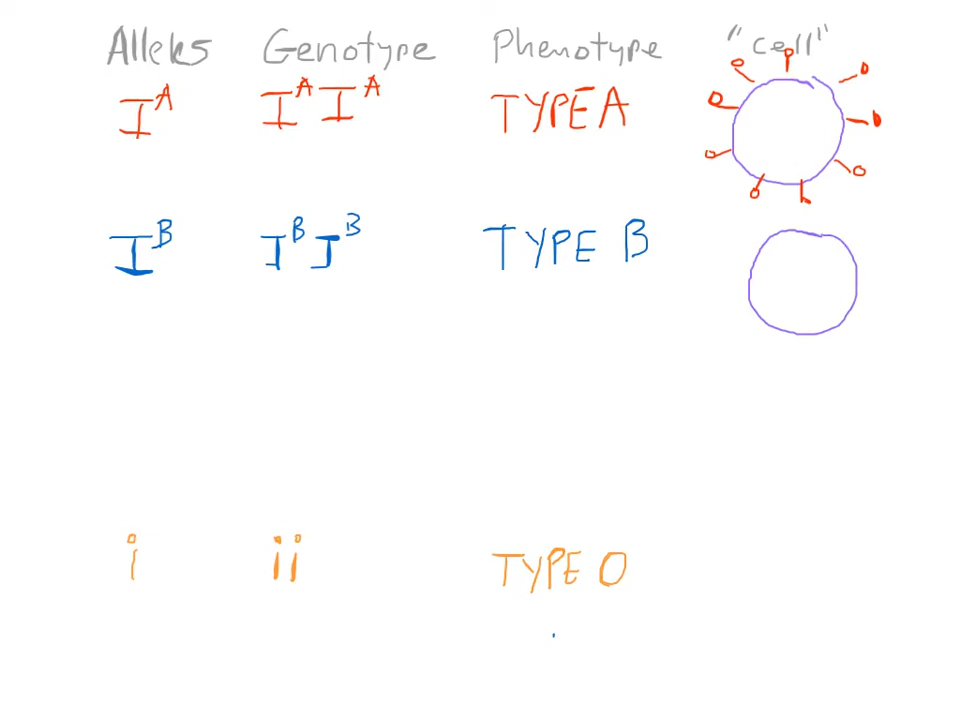 Alleles Genotype Phenotype "cell"
I^A I^A I^A TYPE A
I^B I^B I^B TYPE B
i ii TYPE O